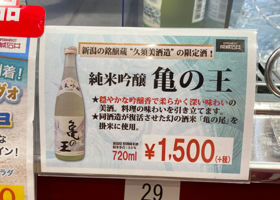 新潟の銘醸蔵"久須美酒造"の限定酒！
純米吟醸 亀の王
★穏やかな吟醸香で柔らかく深い味わいの
美酒。料理の味わいを引き立てます。
★同酒造が復活させた幻の酒米「亀の尾」を
掛米に使用。
亀の王
720ml
¥1,500
(+税)
29